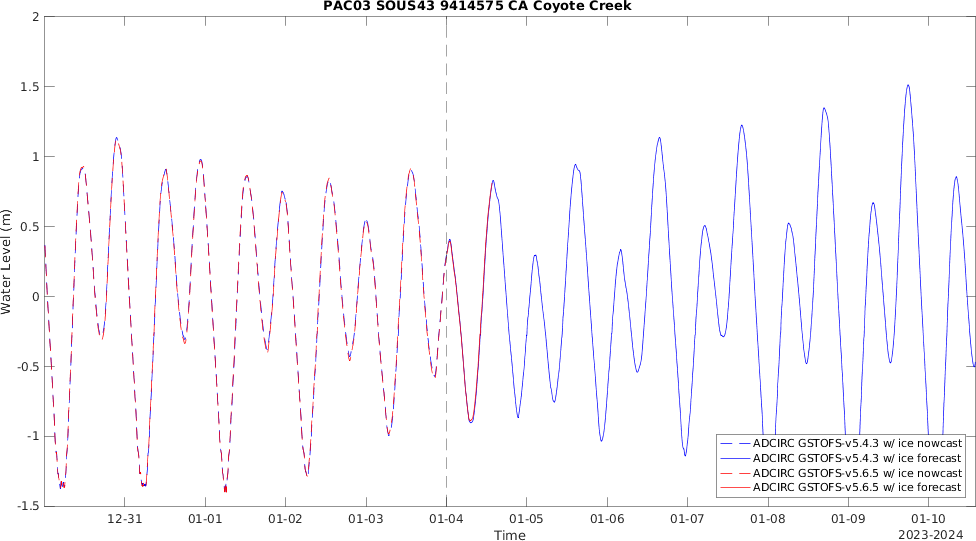 PAC03 SOUS43 9414575 CA Coyote Creek
2
1.5
1
0.5
0
-0.5
-1
-1.5
Water Level (m)
12-31
01-01
01-02
01-03
01-04
01-05
01-06
01-07
01-08
01-09
01-10
Time
2023-2024
ADCIRC GSTOFS-v5.4.3 w/ ice nowcast
ADCIRC GSTOFS-v5.4.3 w/ ice forecast
ADCIRC GSTOFS-v5.6.5 w/ ice nowcast
ADCIRC GSTOFS-v5.6.5 w/ ice forecast